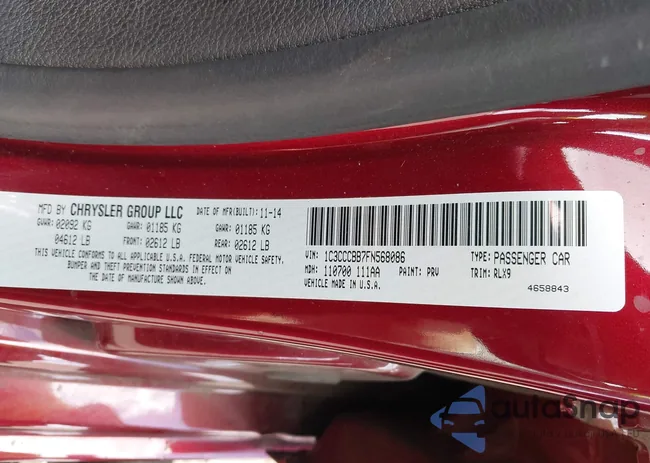 MFD BY CHRYSLER GROUP LLC DATE OF MFR(BUILT): 11-14
GVWR: 02092 KG GAWR: 01185 KG GAWR: 01185 KG
04612 LB FRONT: 02612 LB REAR: 02612 LB
THIS VEHICLE CONFORMS TO ALL APPLICABLE U.S.A. FEDERAL MOTOR VEHICLE SAFETY,
BUMPER AND THEFT PREVENTION STANDARDS IN EFFECT ON
THE DATE OF MANUFACTURE SHOWN ABOVE.
VIN: 1C3CCCBB7FN568086 TYPE: PASSENGER CAR
MDH: 110700 111AA PAINT: PRV TRIM: RLX9
VEHICLE MADE IN U.S.A.
4658843
autoSnap